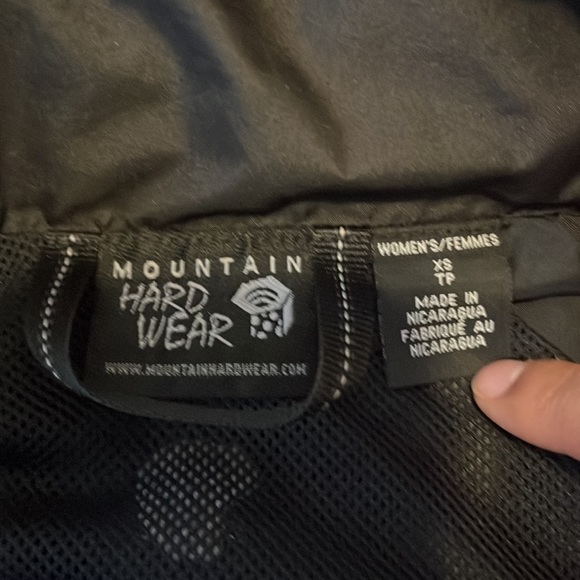 MOUNTAIN
HARD
WEAR
WWW.MOUNTAINHARDWEAR.COM
WOMEN'S/FEMMES
XS
TP
MADE IN
NICARAGUA
FABRIQUÉ AU
NICARAGUA